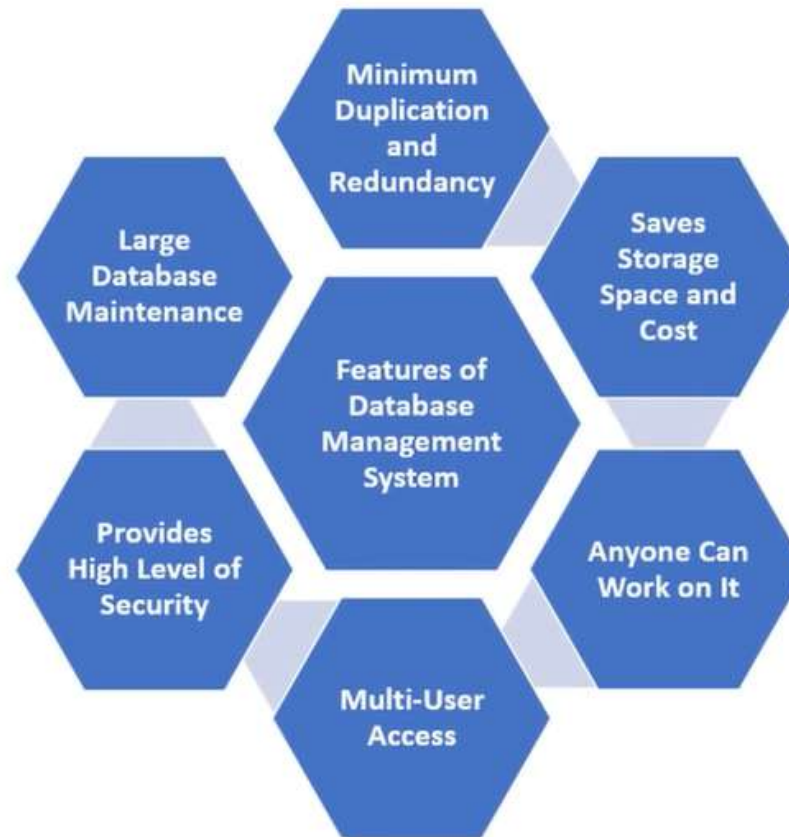 Minimum
Duplication
and
Redundancy
Saves
Storage
Space and
Cost
Anyone Can
Work on It
Multi-User
Access
Provides
High Level of
Security
Large
Database
Maintenance
Features of
Database
Management
System